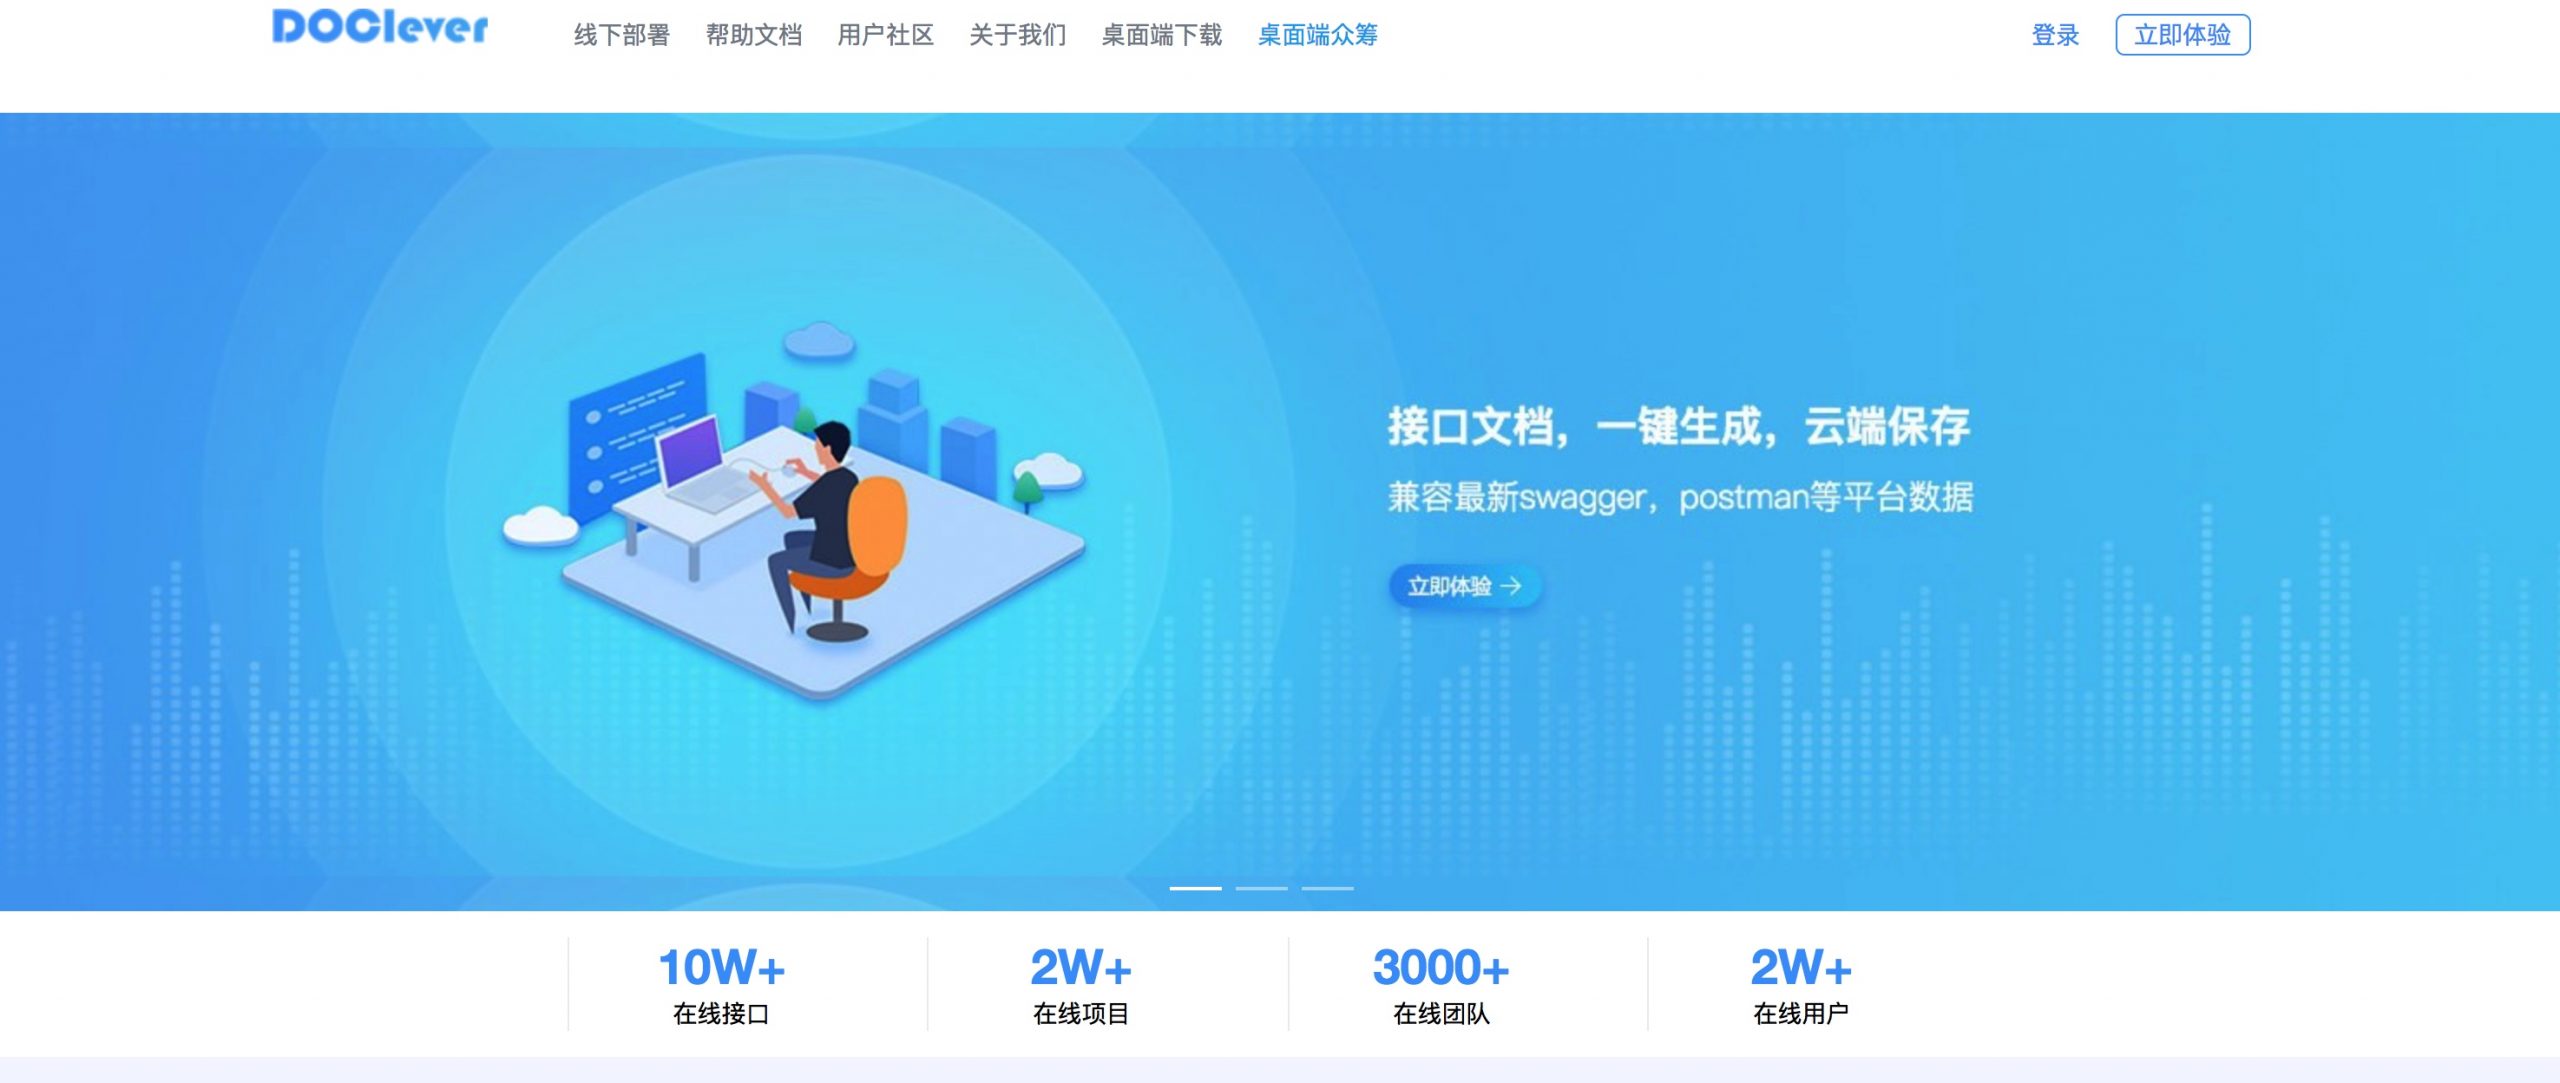 DOClever
线下部署
帮助文档
用户社区
关于我们
桌面端下载
桌面端众筹
登录
立即体验
接口文档，一键生成，云端保存
兼容最新swagger，postman等平台数据
立即体验
10W+
在线接口
2W+
在线项目
3000+
在线团队
2W+
在线用户